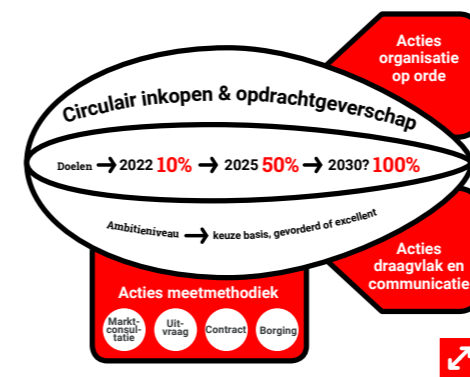 Acties
organisatie
op orde
Circulair inkopen & opdrachtgeverschap
Doelen → 2022 10% → 2025 50% → 2030? 100%
Ambitieniveau → keuze basis, gevorderd of excellent
Acties
draagvlak en
communicatie
Acties meetmethodiek
Markt-
consul-
tatie
Uit-
vraag
Contract
Borging